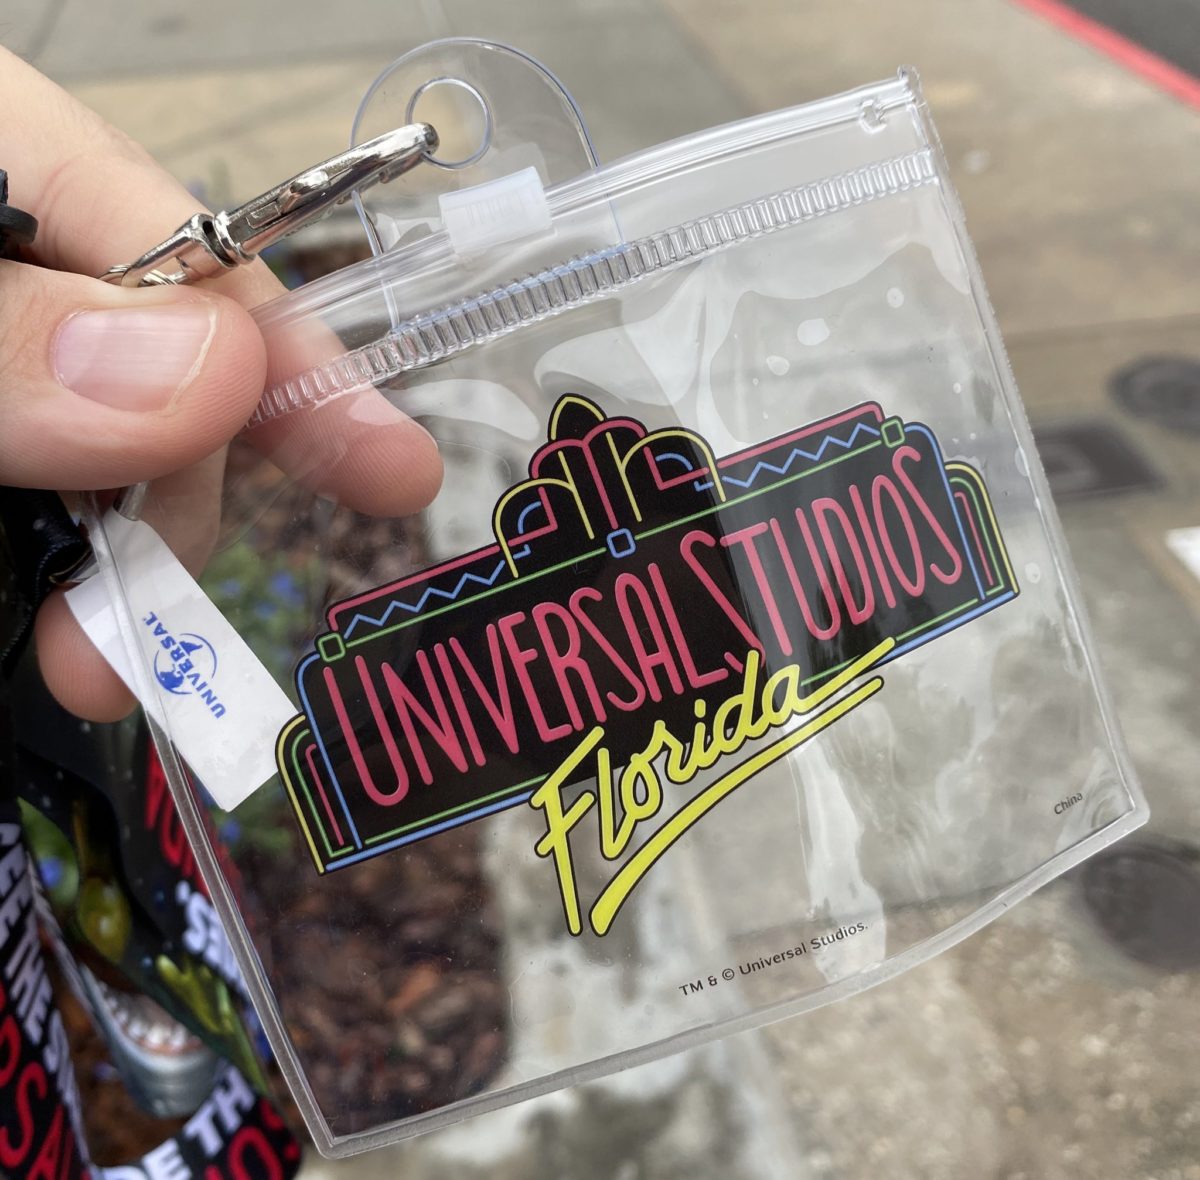 UNIVERSAL STUDIOS
Florida
UNIVERSAL
China
TM & © Universal Studios.